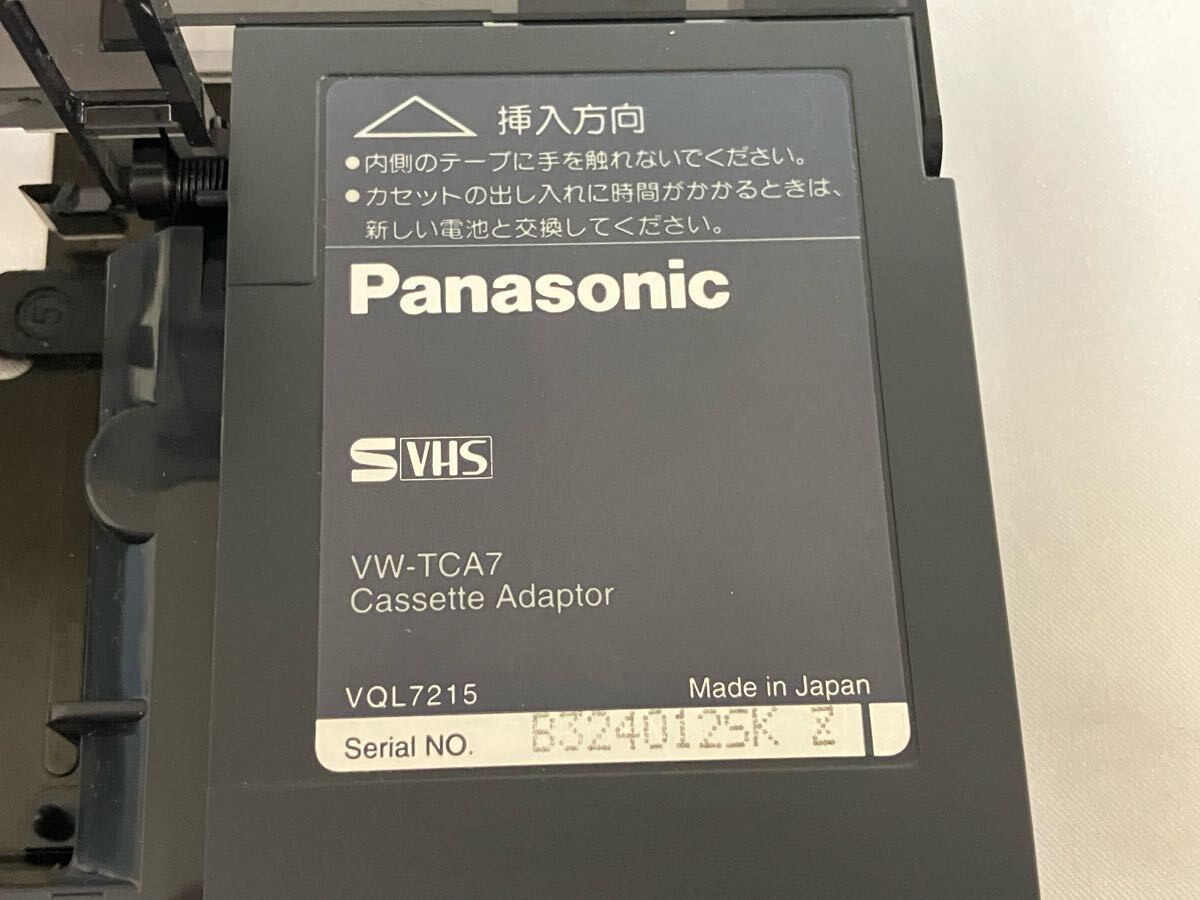 挿入方向
●内側のテープに手を触れないでください。
●カセットの出し入れに時間がかかるときは、
新しい電池と交換してください。
Panasonic
S VHS
VW-TCA7
Cassette Adaptor
VQL7215
Made in Japan
Serial NO. B3240125K Z
5